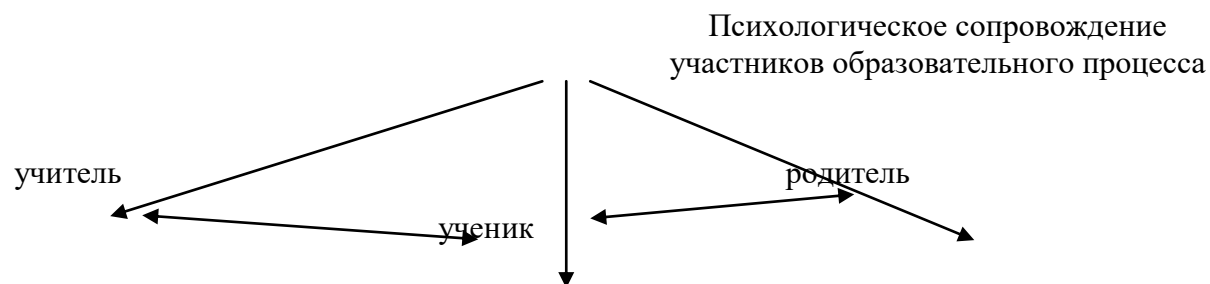 Психологическое сопровождение
участников образовательного процесса
учитель
родитель
ученик